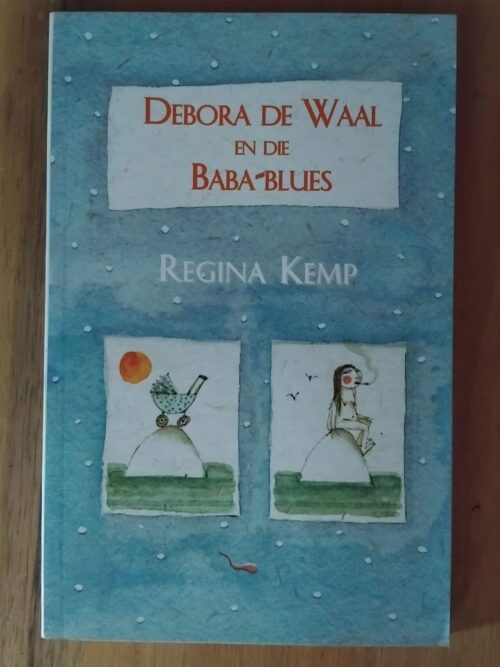 DEBORA DE WAAL
EN DIE
BABA-BLUES
REGINA KEMP